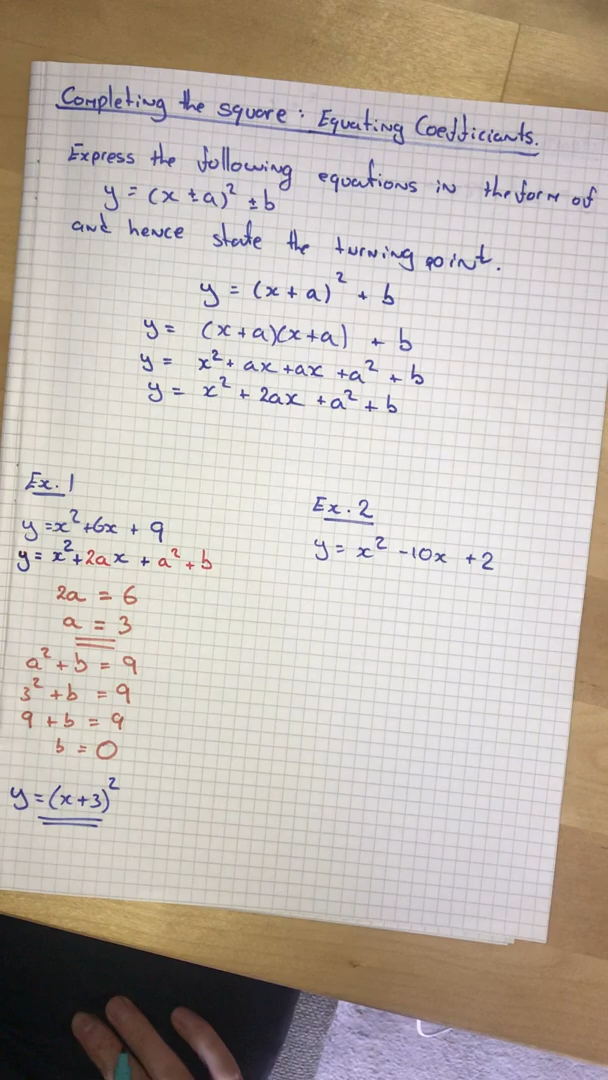 Completing the square : Equating Coefficients.
Express the following equations in the form of
y = (x ± a)² ± b
and hence state the turning point.
y = (x + a)² + b
y = (x+a)(x+a) + b
y = x² + ax + ax + a² + b
y = x² + 2ax + a² + b
Ex. 1
y = x² + 6x + 9
y = x² + 2ax + a² + b
2a = 6
a = 3
a² + b = 9
3² + b = 9
9 + b = 9
b = 0
y = (x+3)²
Ex. 2
y = x² - 10x + 2